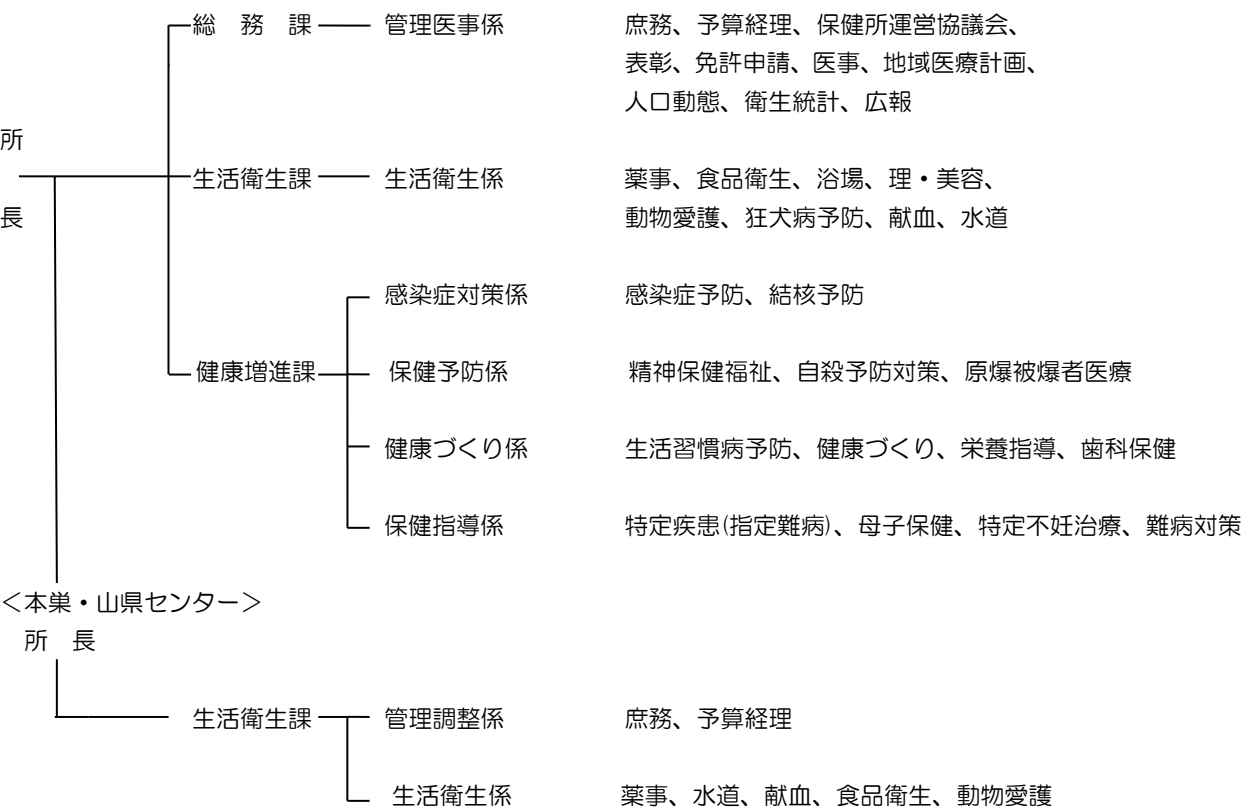 総　務　課　管理医事係　庶務、予算経理、保健所運営協議会、
表彰、免許申請、医事、地域医療計画、
人口動態、衛生統計、広報
所
生活衛生課　生活衛生係　薬事、食品衛生、浴場、理・美容、
長　動物愛護、狂犬病予防、献血、水道
感染症対策係　感染症予防、結核予防
健康増進課　保健予防係　精神保健福祉、自殺予防対策、原爆被爆者医療
健康づくり係　生活習慣病予防、健康づくり、栄養指導、歯科保健
保健指導係　特定疾患(指定難病)、母子保健、特定不妊治療、難病対策
＜本巣・山県センター＞
所　長
生活衛生課　管理調整係　庶務、予算経理
生活衛生係　薬事、水道、献血、食品衛生、動物愛護